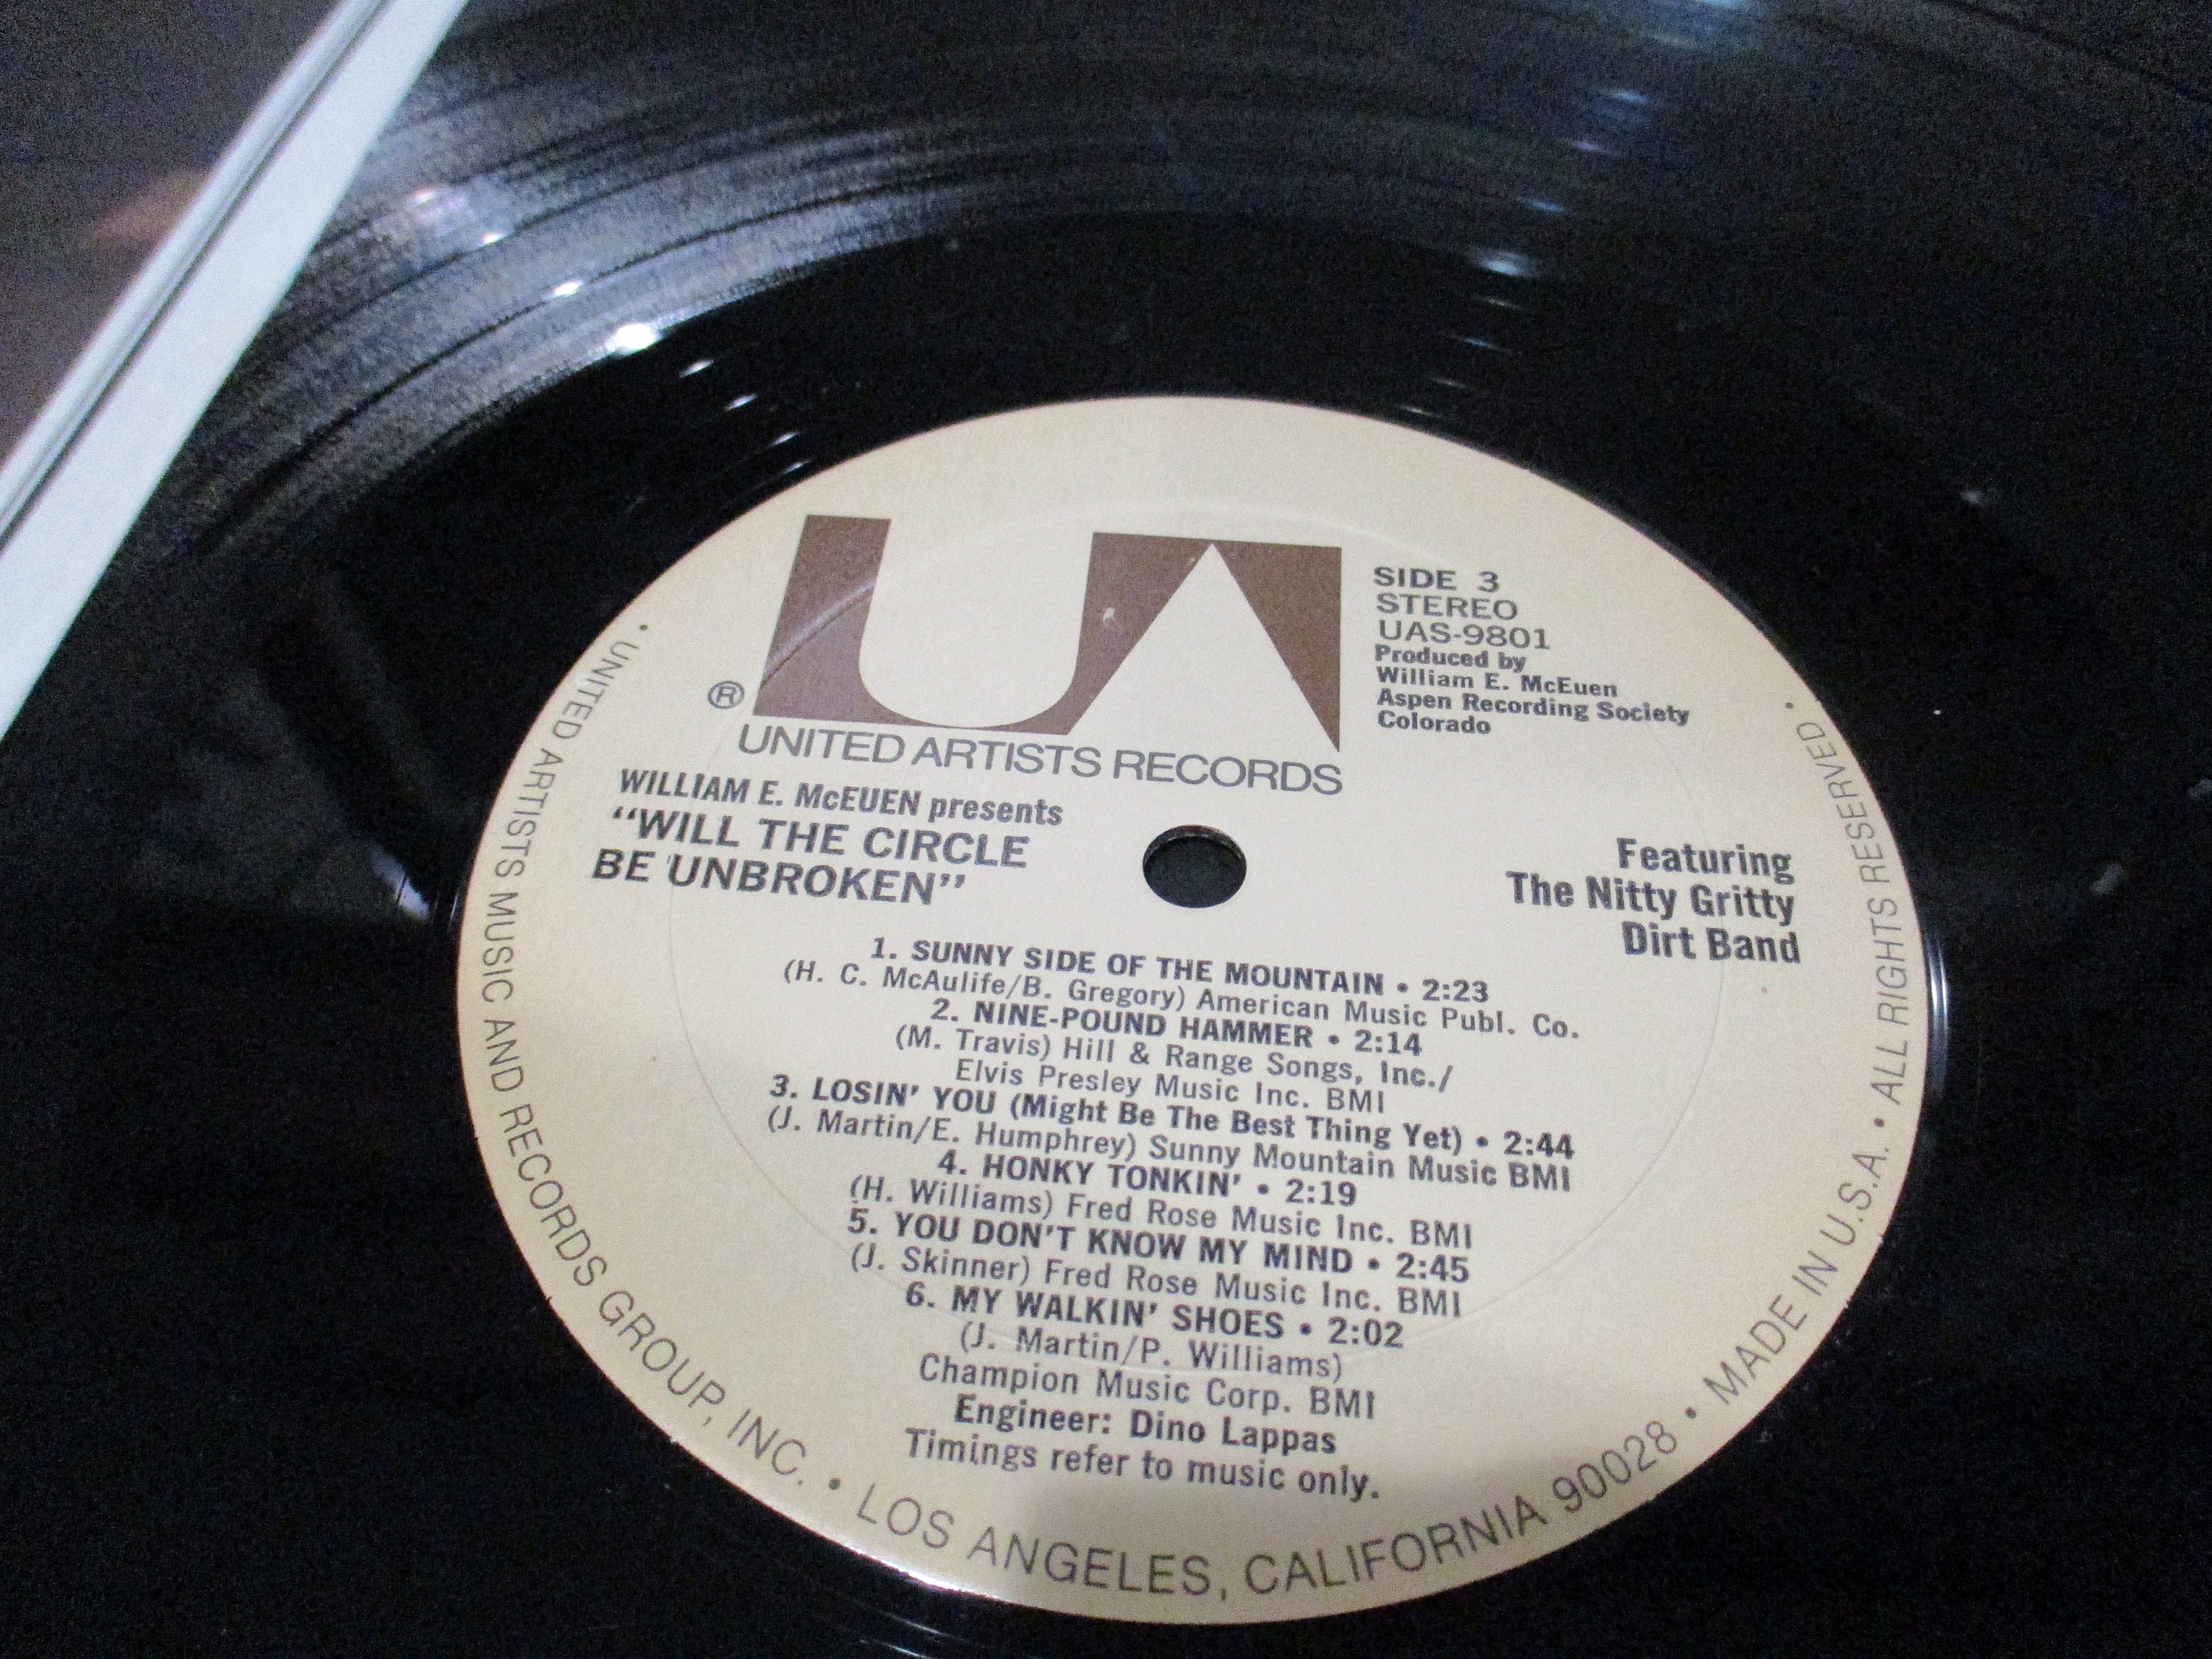 UA
®
UNITED ARTISTS RECORDS
SIDE 3
STEREO
UAS-9801
Produced by
William E. McEuen
Aspen Recording Society
Colorado
WILLIAM E. McEUEN presents
“WILL THE CIRCLE
BE UNBROKEN”
Featuring
The Nitty Gritty
Dirt Band
1. SUNNY SIDE OF THE MOUNTAIN • 2:23
(H. C. McAulife/B. Gregory) American Music Publ. Co.
2. NINE-POUND HAMMER • 2:14
(M. Travis) Hill & Range Songs, Inc./
Elvis Presley Music Inc. BMI
3. LOSIN’ YOU (Might Be The Best Thing Yet) • 2:44
(J. Martin/E. Humphrey) Sunny Mountain Music BMI
4. HONKY TONKIN’ • 2:19
(H. Williams) Fred Rose Music Inc. BMI
5. YOU DON’T KNOW MY MIND • 2:45
(J. Skinner) Fred Rose Music Inc. BMI
6. MY WALKIN’ SHOES • 2:02
(J. Martin/P. Williams)
Champion Music Corp. BMI
Engineer: Dino Lappas
Timings refer to music only.
• UNITED ARTISTS MUSIC AND RECORDS GROUP, INC. • LOS ANGELES, CALIFORNIA 90028 • MADE IN U.S.A. • ALL RIGHTS RESERVED •